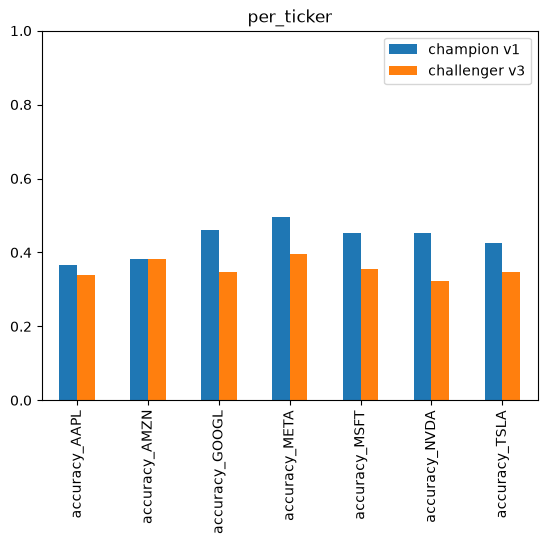 per_ticker
champion v1
challenger v3
1.0
0.8
0.6
0.4
0.2
0.0
accuracy_AAPL
accuracy_AMZN
accuracy_GOOGL
accuracy_META
accuracy_MSFT
accuracy_NVDA
accuracy_TSLA